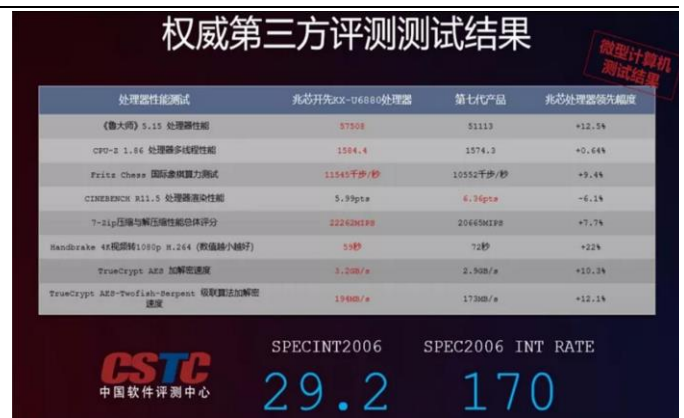 权威第三方评测测试结果
微型计算机
测试结果
处理器性能测试 兆芯开先KX-U6880处理器 第七代产品 兆芯处理器领先幅度
《鲁大师》5.15 处理器性能 57508 51113 +12.5%
CPU-Z 1.86 处理器多线程性能 1584.4 1574.3 +0.64%
Fritz Chess 国际象棋算力测试 11545千步/秒 10552千步/秒 +9.4%
CINEBENCH R11.5 处理器渲染性能 5.99pts 6.36pts -6.1%
7-zip压缩与解压缩性能总体评分 22262MIPS 20665MIPS +7.7%
Handbrake 4K视频转1080p H.264 (数值越小越好) 59秒 72秒 +22%
TrueCrypt AES 加解密速度 3.2GB/s 2.9GB/s +10.3%
TrueCrypt AES-Twofish-Serpent 级联算法加解密 194MB/s 173MB/s +12.1%
速度
CSTC
中国软件评测中心
SPECINT2006 SPEC2006 INT RATE
29.2 170